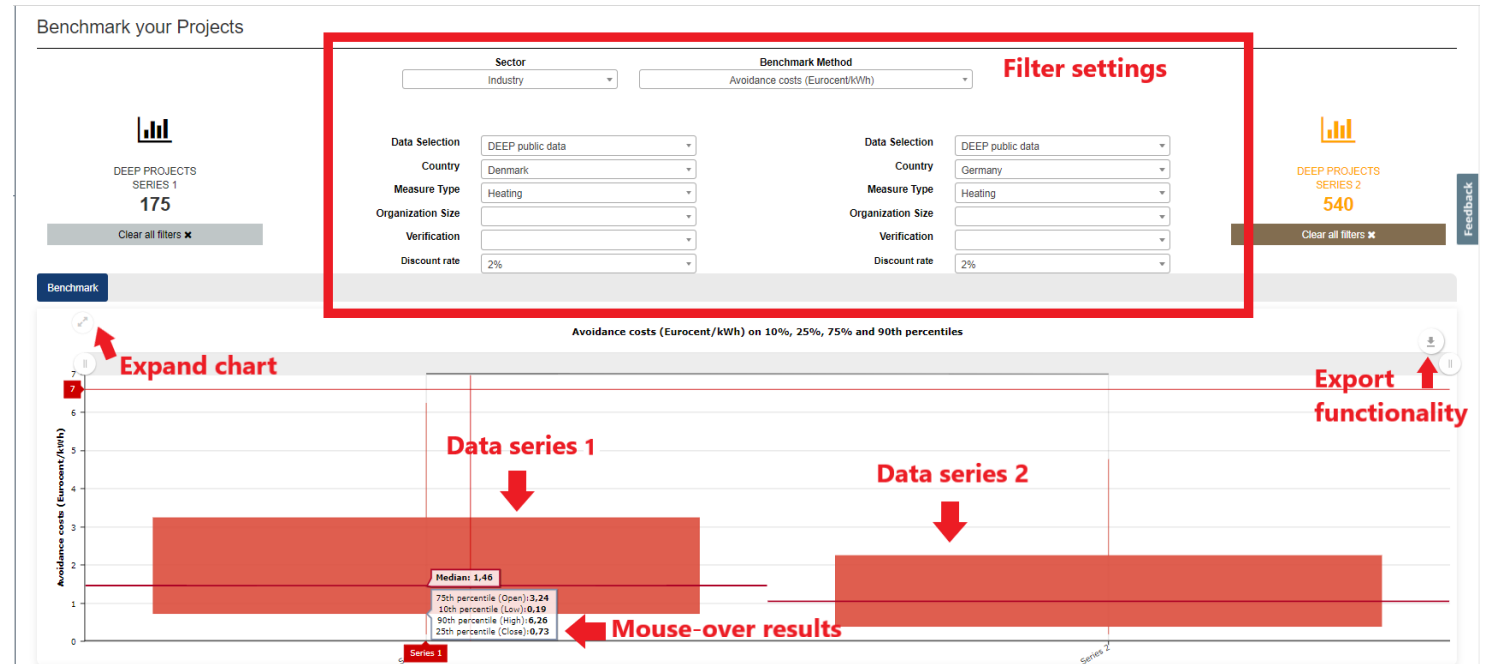 Benchmark your Projects
Sector
Benchmark Method
Industry
Avoidance costs (Eurocent/kWh)
Filter settings
DEEP PROJECTS
SERIES 1
175
Clear all filters ✖
Data Selection DEEP public data
Country Denmark
Measure Type Heating
Organization Size
Verification
Discount rate 2%
Data Selection DEEP public data
Country Germany
Measure Type Heating
Organization Size
Verification
Discount rate 2%
DEEP PROJECTS
SERIES 2
540
Clear all filters ✖
Feedback
Benchmark
Avoidance costs (Eurocent/kWh) on 10%, 25%, 75% and 90th percentiles
Expand chart
Export
functionality
Avoidance costs (Eurocent/kWh)
7
7
6
5
4
3
2
1
0
Data series 1
Data series 2
Median: 1,46
75th percentile (Open):3,24
10th percentile (Low):0,19
90th percentile (High):6,26
25th percentile (Close):0,73
Mouse-over results
Series 1
Series 2